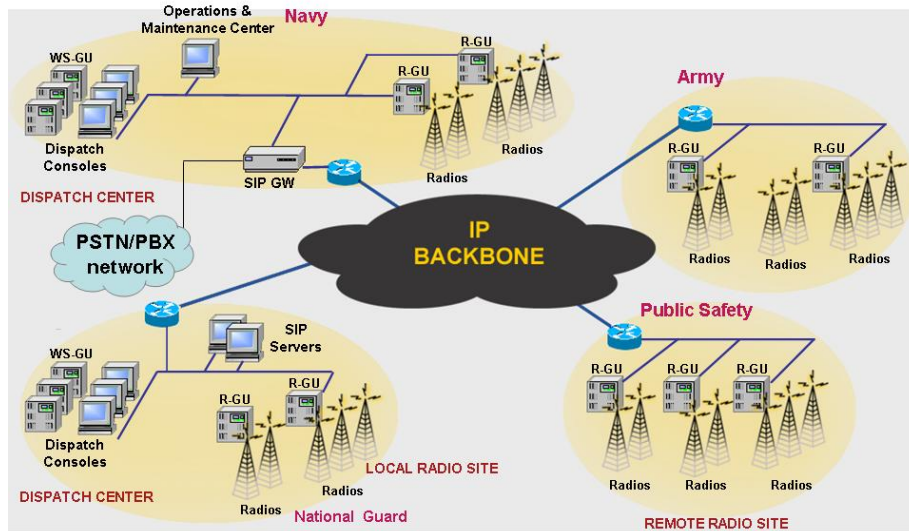 Operations &
Maintenance Center
Navy
WS-GU
R-GU
R-GU
Army
Dispatch
Consoles
SIP GW
Radios
Radios
R-GU
R-GU
DISPATCH CENTER
PSTN/PBX
network
IP
BACKBONE
Radios
Radios
Radios
Public Safety
SIP
Servers
WS-GU
R-GU
R-GU
R-GU
R-GU
R-GU
Dispatch
Consoles
LOCAL RADIO SITE
Radios
Radios
Radios
Radios
Radios
DISPATCH CENTER
National Guard
REMOTE RADIO SITE